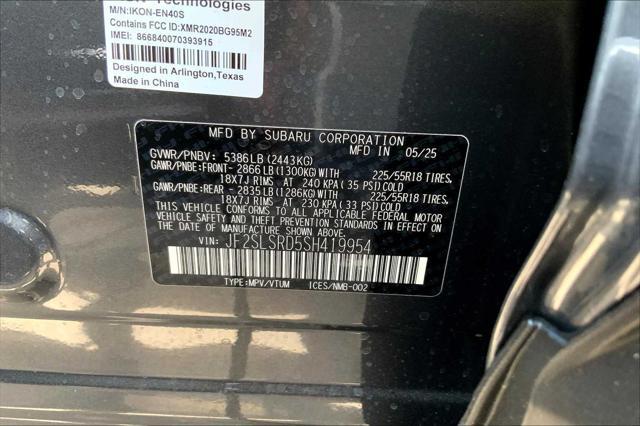 Technologies
M/N:IKON-EN40S
Contains FCC ID:XMR2020BG95M2
IMEI: 866840070393915
Designed in Arlington,Texas
Made in China
MFD BY SUBARU CORPORATION
GVWR/PNBV: 5386LB(2443KG) MFD IN 05/25
GAWR/PNBE:FRONT- 2866LB(1300KG)WITH 225/55R18 TIRES,
18X7J RIMS AT 240 KPA( 35 PSI)COLD
GAWR/PNBE:REAR - 2835LB(1286KG)WITH 225/55R18 TIRES,
18X7J RIMS AT 230 KPA( 33 PSI)COLD
THIS VEHICLE CONFORMS TO ALL APPLICABLE FEDERAL MOTOR
VEHICLE SAFETY AND THEFT PREVENTION STANDARDS IN EFFECT ON
THE DATE OF MANUFACTURE SHOWN ABOVE.
VIN: JF2SLSRD5SH419954
TYPE:MPV/VTUM ICES/NMB-002